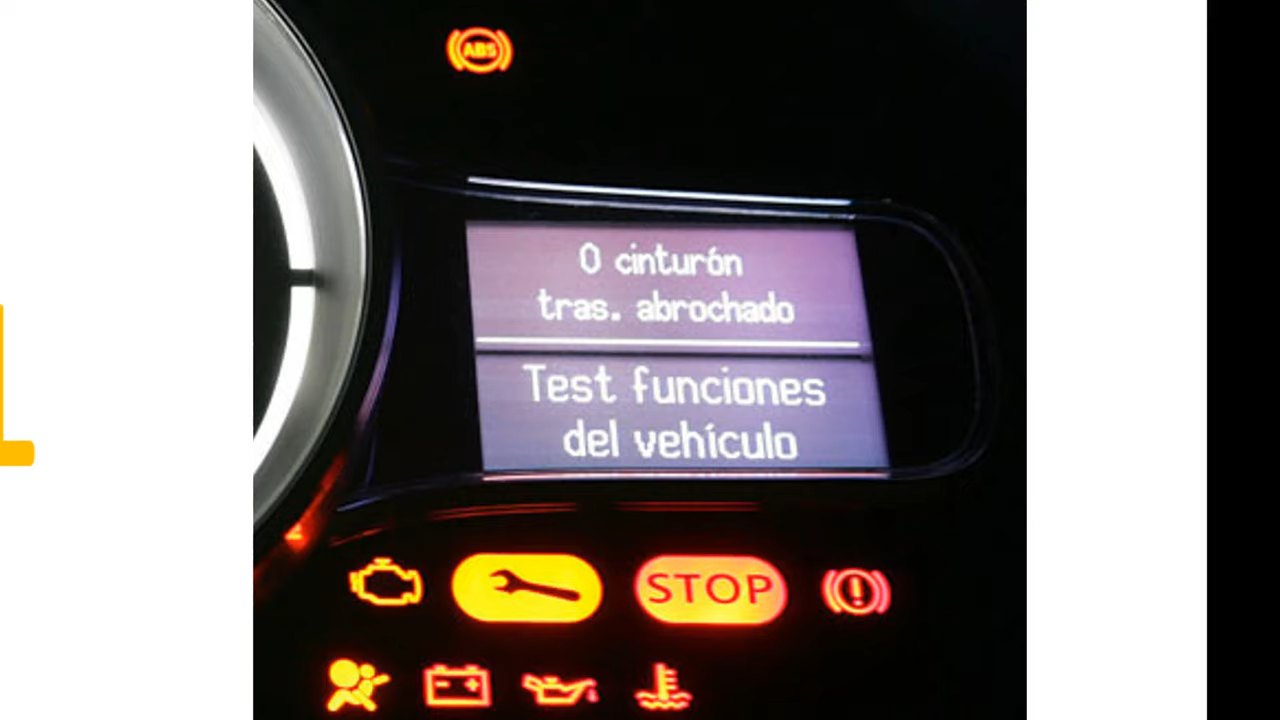 ABS
0 cinturón
tras. abrochado
Test funciones
del vehículo
STOP